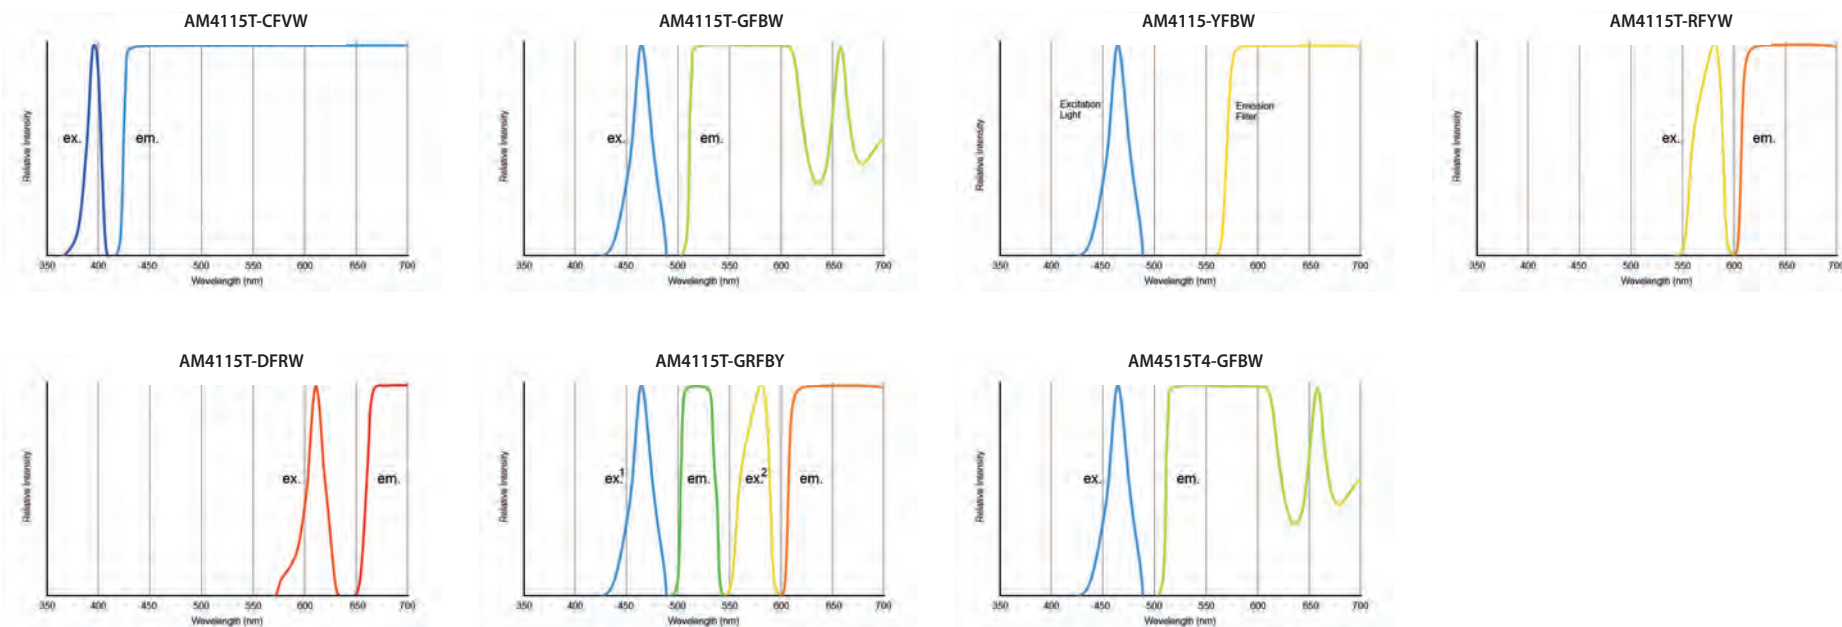 AM4115T-CFVW
Relative Intensity
ex.
em.
350 400 450 500 550 600 650 700
Wavelength (nm)
AM4115T-GFBW
Relative Intensity
ex.
em.
350 400 450 500 550 600 650 700
Wavelength (nm)
AM4115-YFBW
Relative Intensity
Excitation
Light
Emission
Filter
350 400 450 500 550 600 650 700
Wavelength (nm)
AM4115T-RFYW
Relative Intensity
ex.
em.
350 400 450 500 550 600 650 700
Wavelength (nm)
AM4115T-DFRW
Relative Intensity
ex.
em.
350 400 450 500 550 600 650 700
Wavelength (nm)
AM4115T-GRFBY
Relative Intensity
ex.1
em.
ex.2
em.
350 400 450 500 550 600 650 700
Wavelength (nm)
AM4515T4-GFBW
Relative Intensity
ex.
em.
350 400 450 500 550 600 650 700
Wavelength (nm)